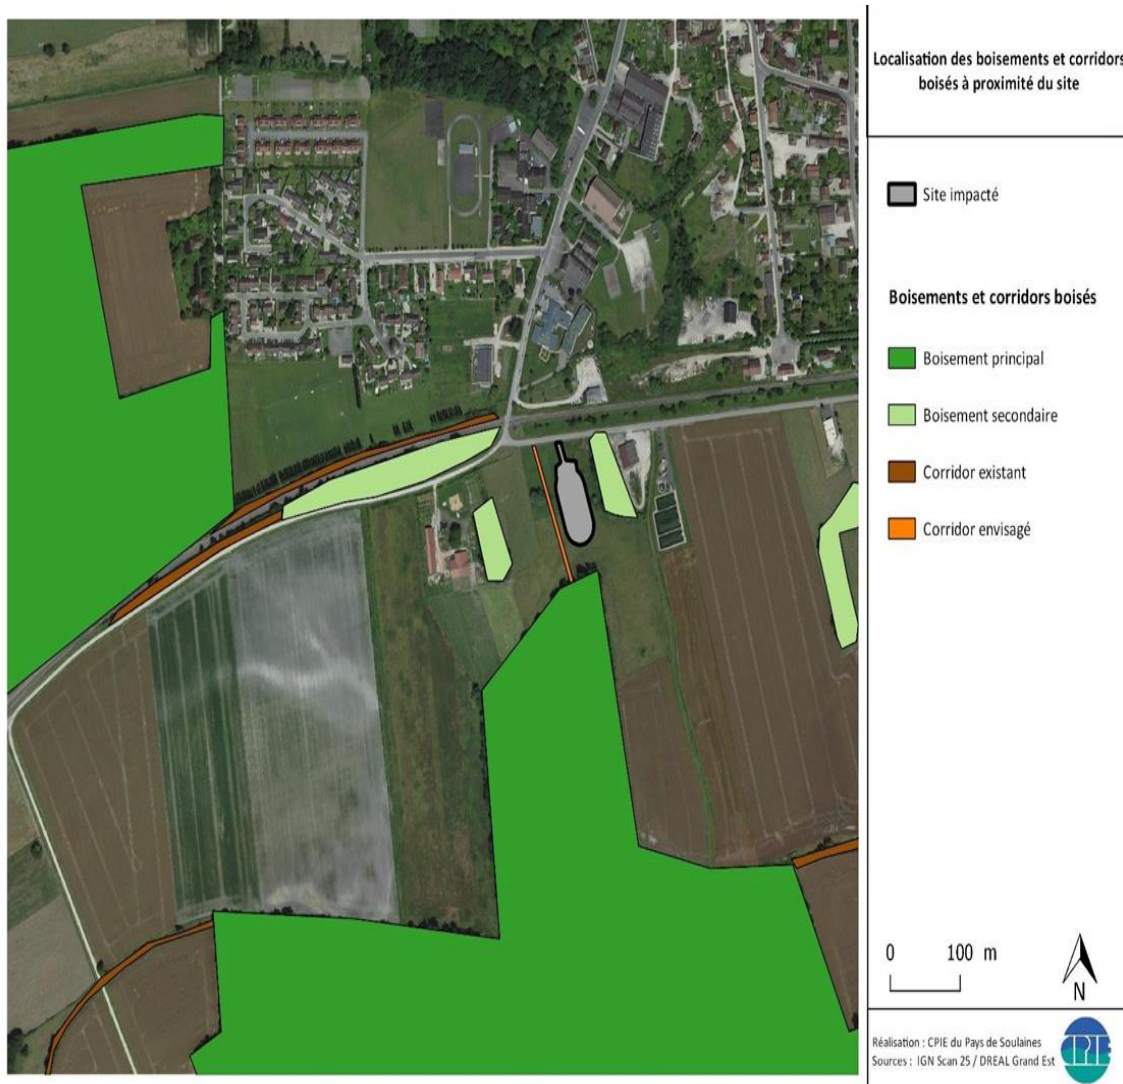 Localisation des boisements et corridors
boisés à proximité du site
Site impacté
Boisements et corridors boisés
Boisement principal
Boisement secondaire
Corridor existant
Corridor envisagé
0 100 m
N
Réalisation : CPIE du Pays de Soulaines
Sources : IGN Scan 25 / DREAL Grand Est
CPIE